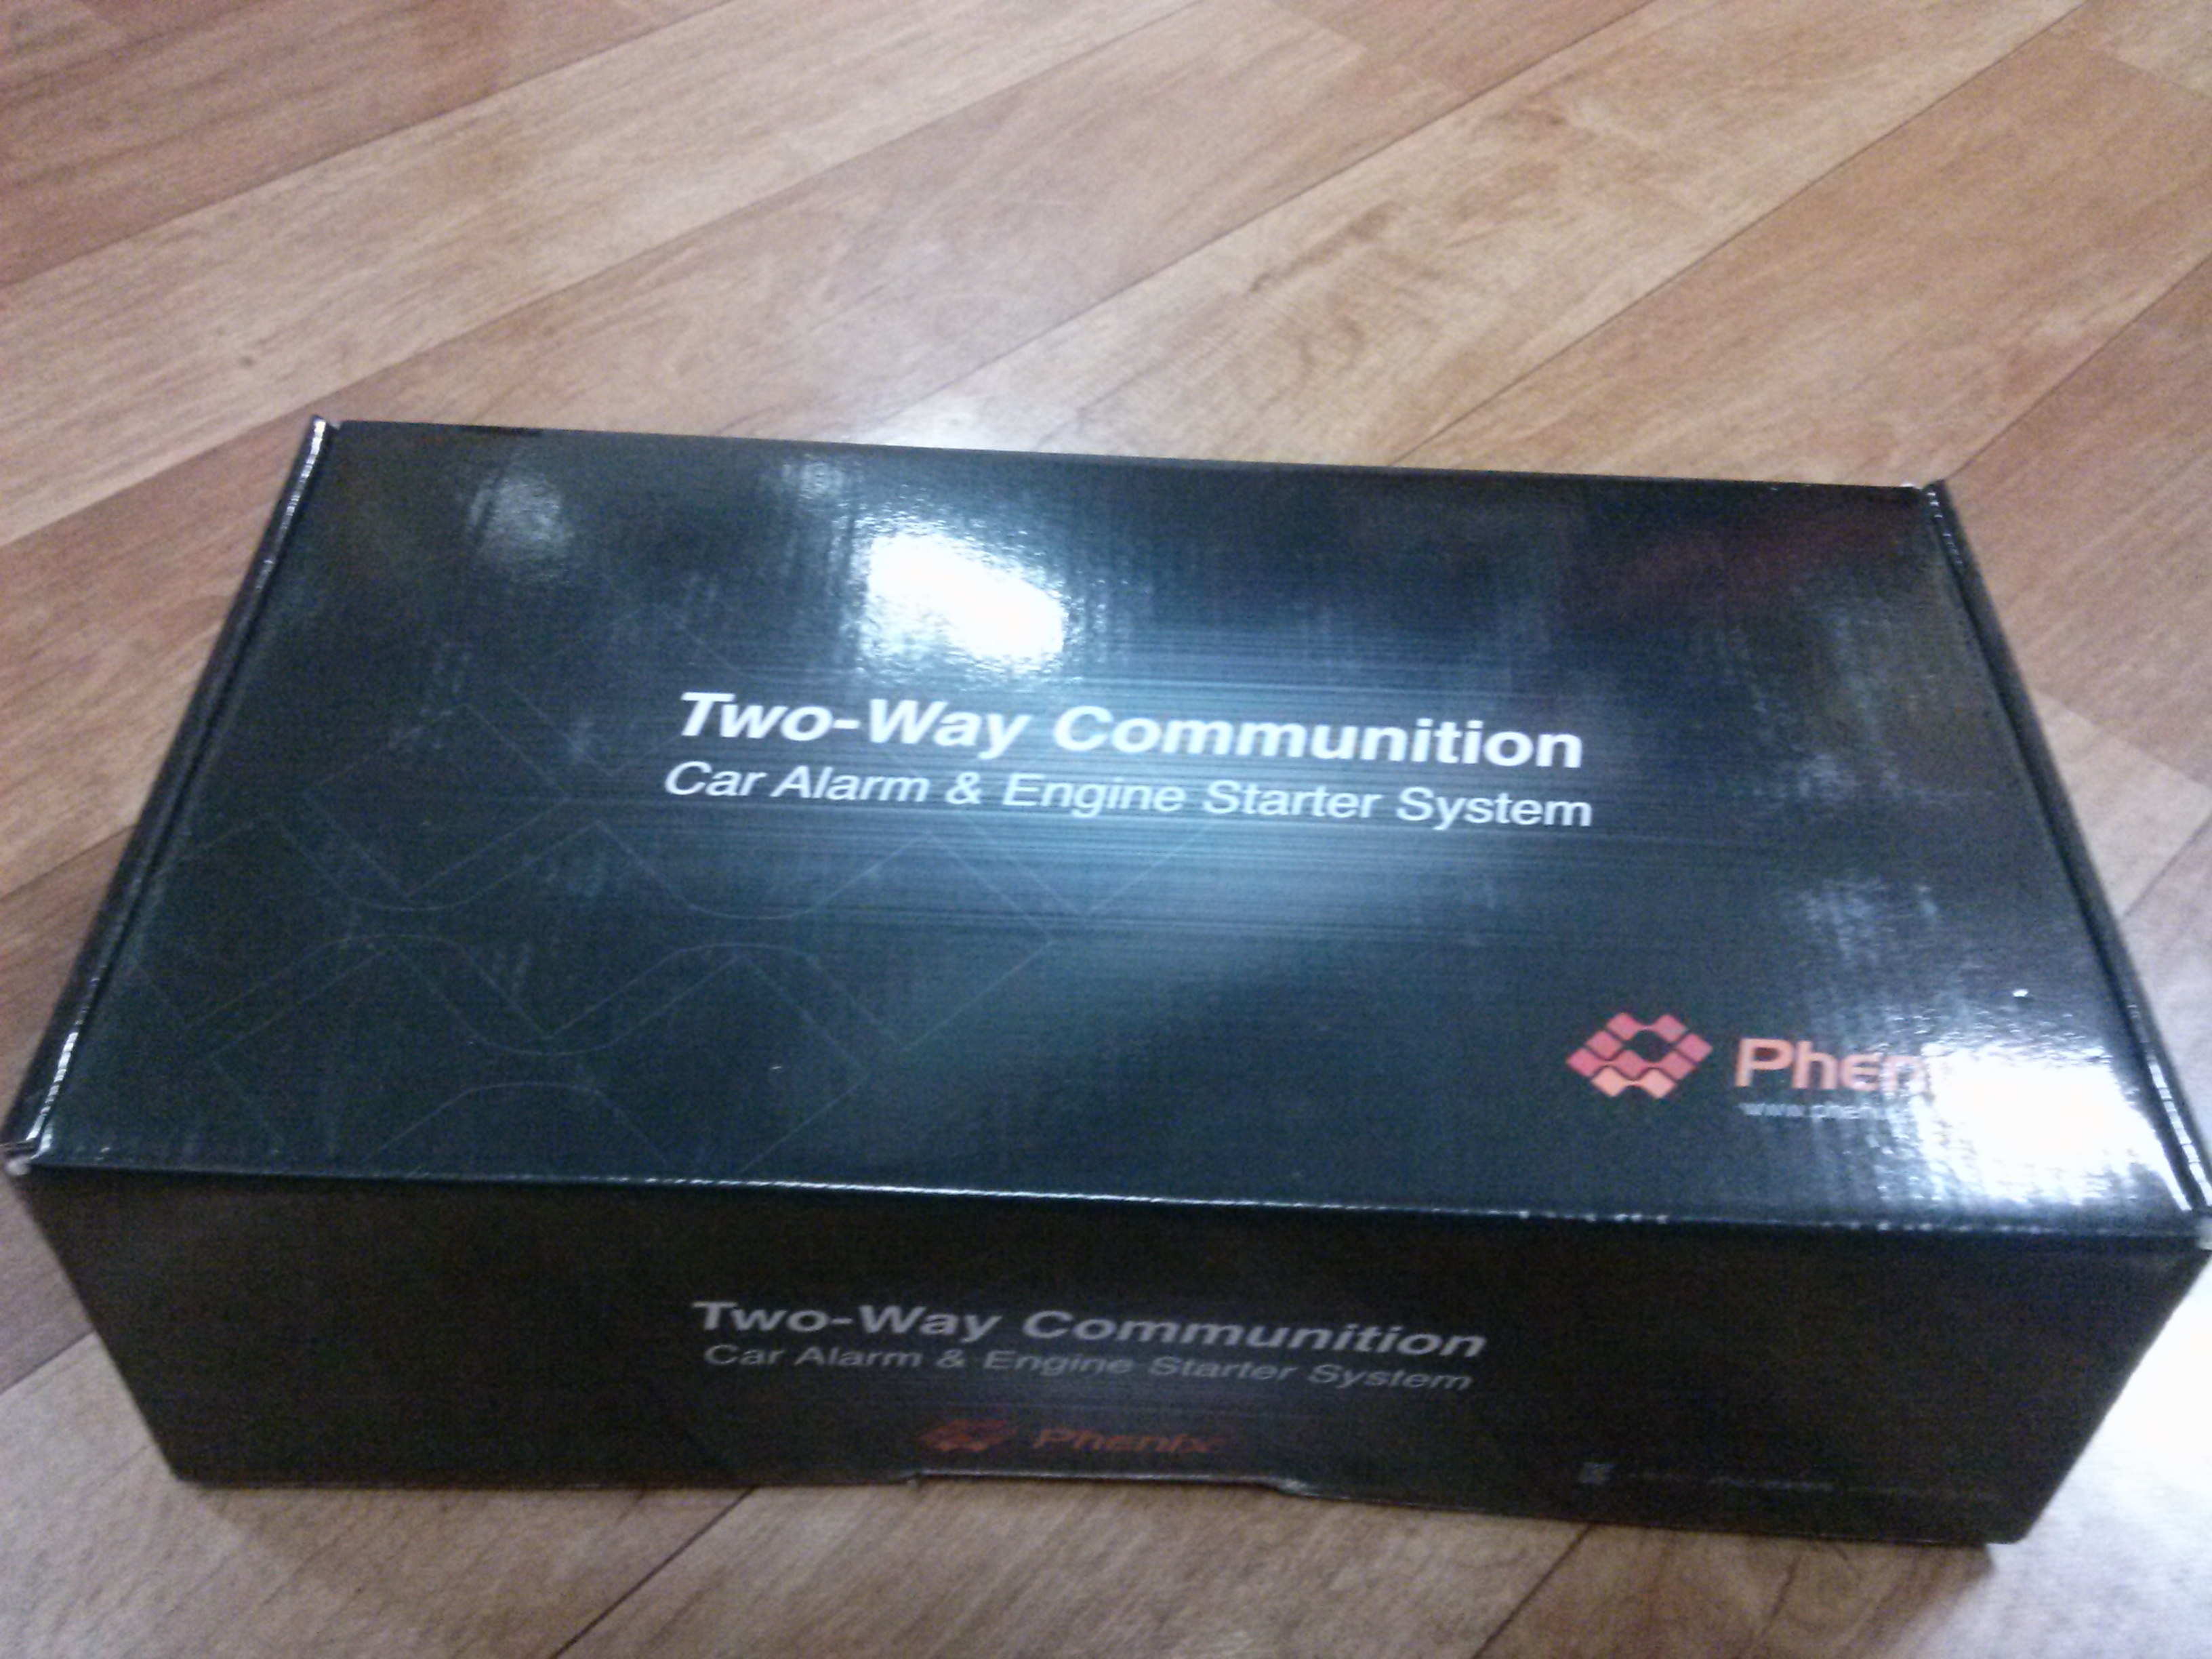 Two-Way Communition
Car Alarm & Engine Starter System
Two-Way Communition
Car Alarm & Engine Starter System
Phenix